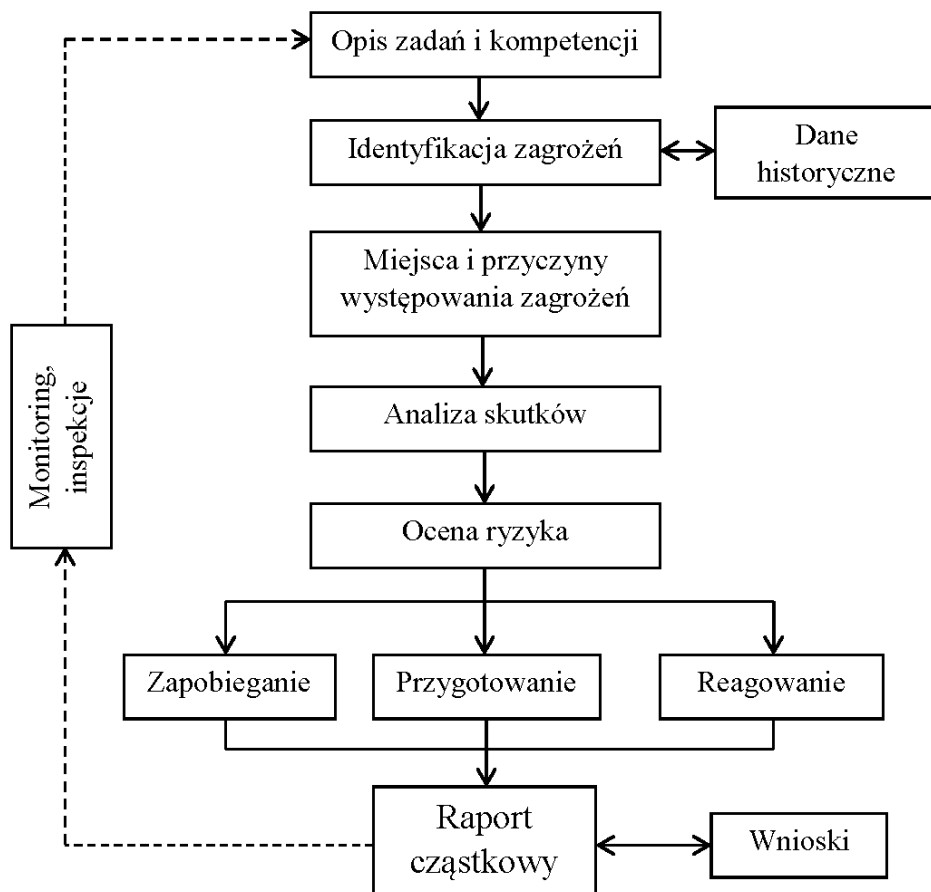 Opis zadań i kompetencji
Identyfikacja zagrożeń
Dane
historyczne
Miejsca i przyczyny
występowania zagrożeń
Monitoring,
inspekcje
Analiza skutków
Ocena ryzyka
Zapobieganie
Przygotowanie
Reagowanie
Raport
cząstkowy
Wnioski